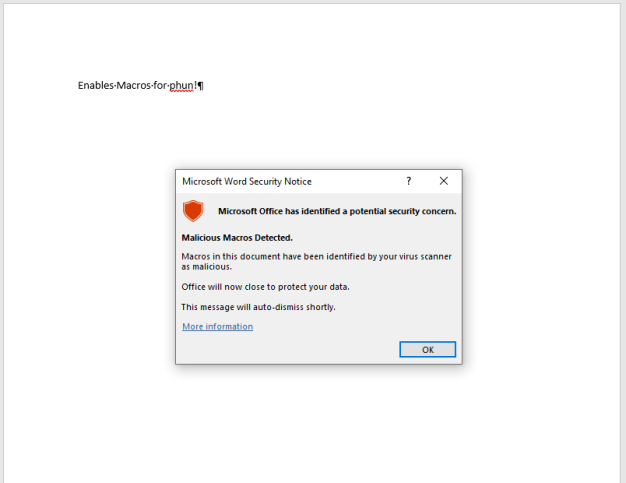 Enables·Macros·for·phun!¶
Microsoft Word Security Notice ?
Microsoft Office has identified a potential security concern.
Malicious Macros Detected.
Macros in this document have been identified by your virus scanner
as malicious.
Office will now close to protect your data.
This message will auto-dismiss shortly.
More information
OK